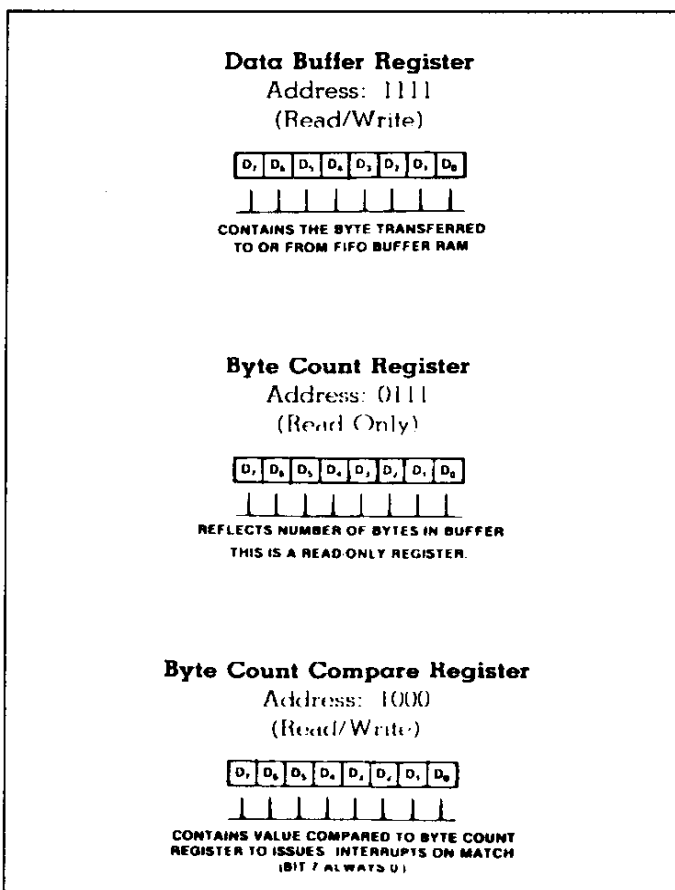 Data Buffer Register
Address: 1111
(Read/Write)
D₇ D₆ D₅ D₄ D₃ D₂ D₁ D₀
CONTAINS THE BYTE TRANSFERRED
TO OR FROM FIFO BUFFER RAM
Byte Count Register
Address: 0111
(Read Only)
D₇ D₆ D₅ D₄ D₃ D₂ D₁ D₀
REFLECTS NUMBER OF BYTES IN BUFFER
THIS IS A READ-ONLY REGISTER.
Byte Count Compare Register
Address: 1000
(Read/Write)
D₇ D₆ D₅ D₄ D₃ D₂ D₁ D₀
CONTAINS VALUE COMPARED TO BYTE COUNT
REGISTER TO ISSUES INTERRUPTS ON MATCH
(BIT 7 ALWAYS 0)